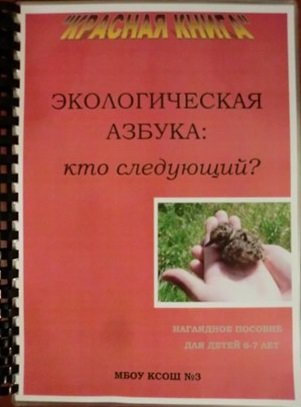 "КРАСНАЯ КНИГА"
ЭКОЛОГИЧЕСКАЯ
АЗБУКА:
кто следующий?
НАГЛЯДНОЕ ПОСОБИЕ
ДЛЯ ДЕТЕЙ 6-7 ЛЕТ
МБОУ КСОШ №3